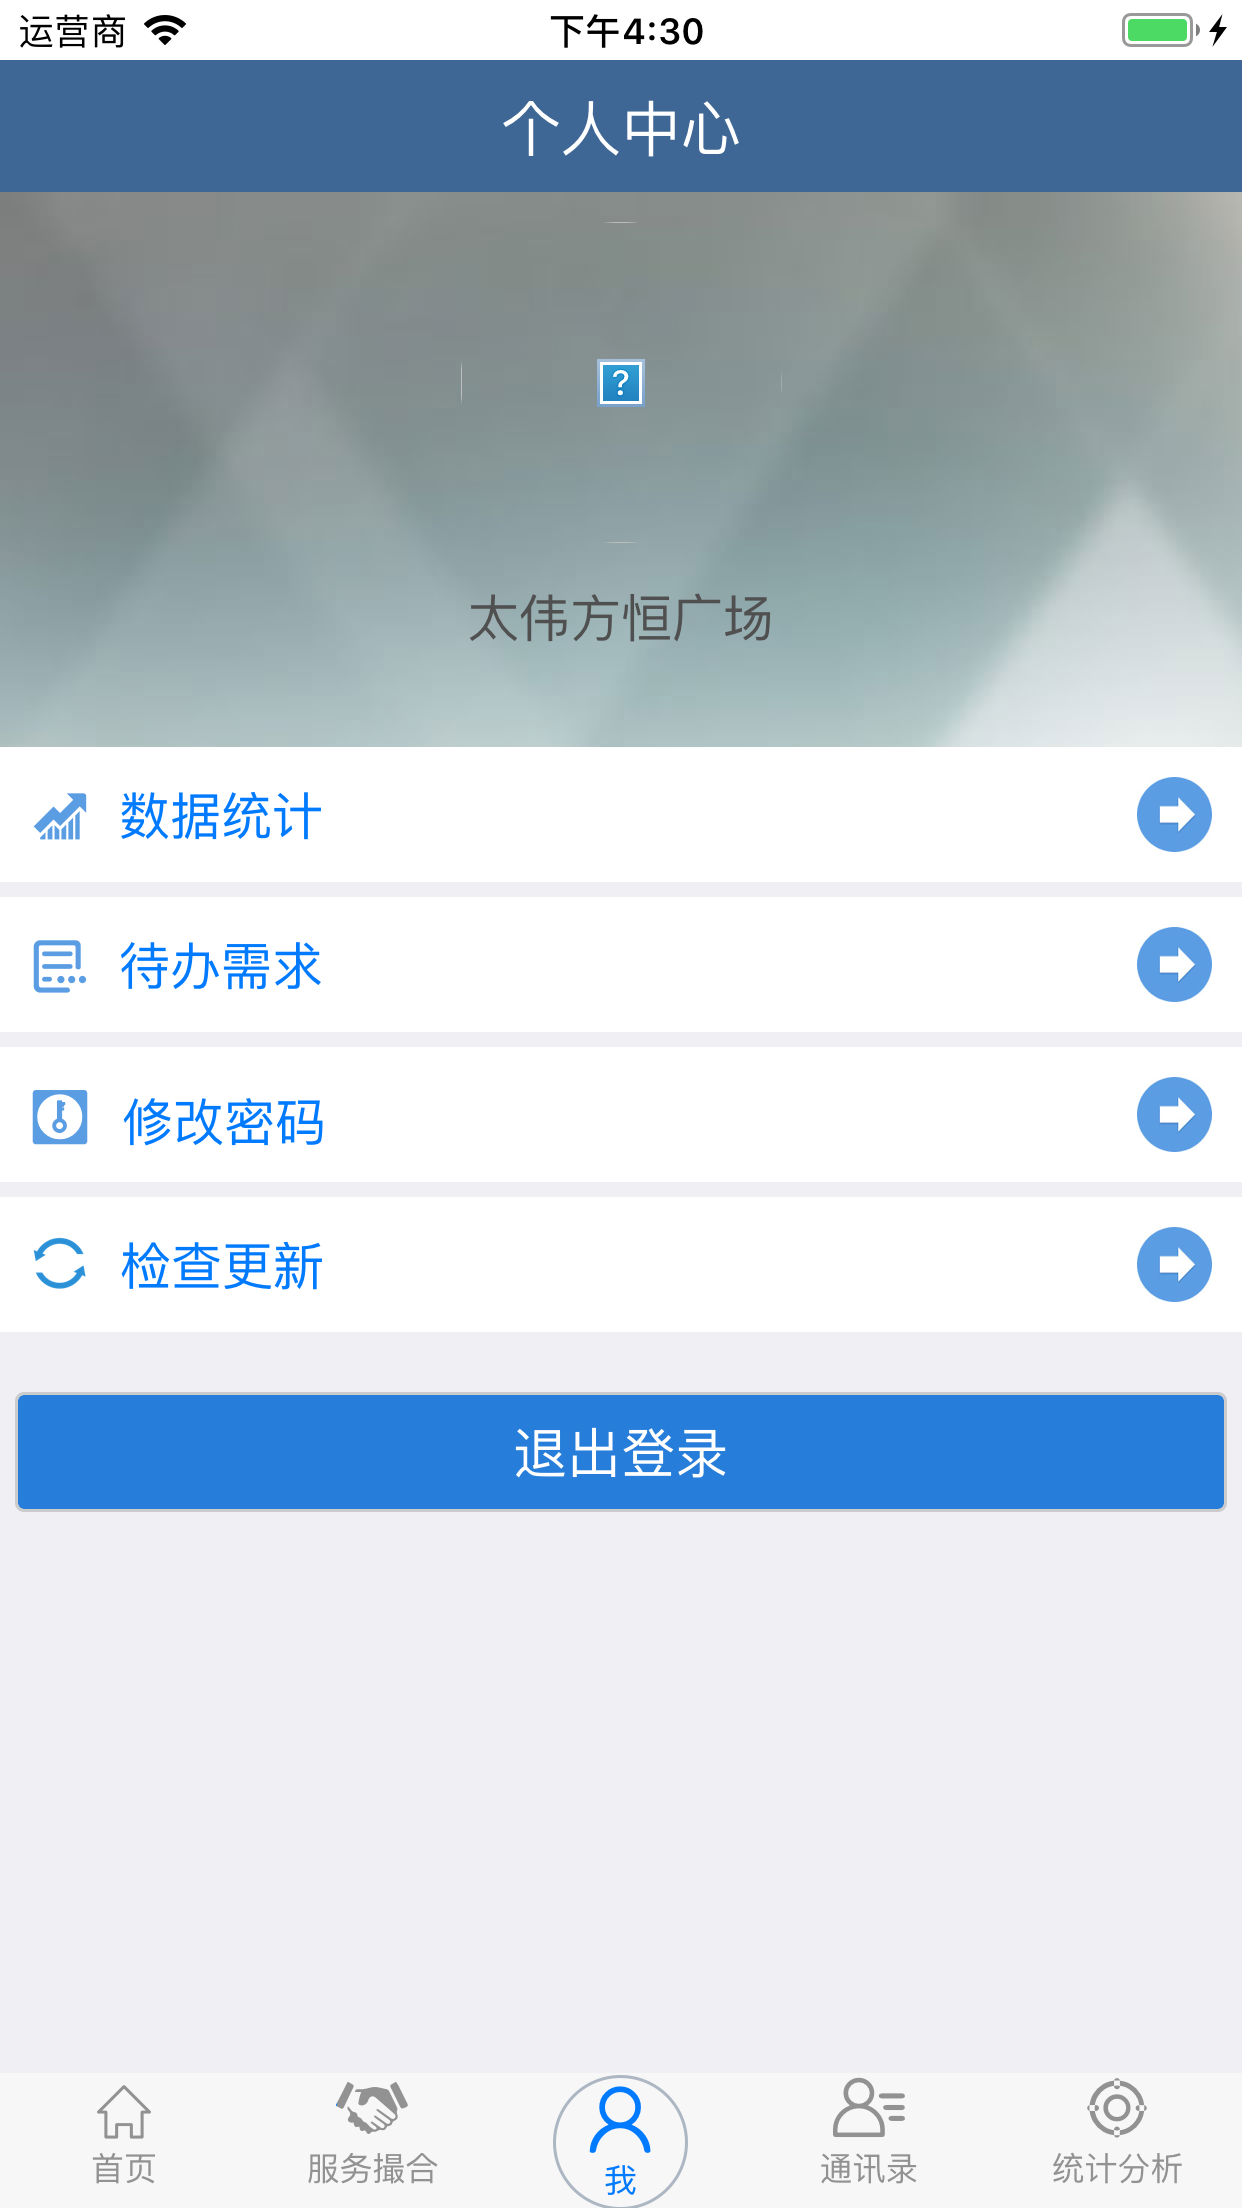 运营商 下午4:30
个人中心
?
太伟方恒广场
数据统计
待办需求
修改密码
检查更新
退出登录
首页 服务撮合 我 通讯录 统计分析